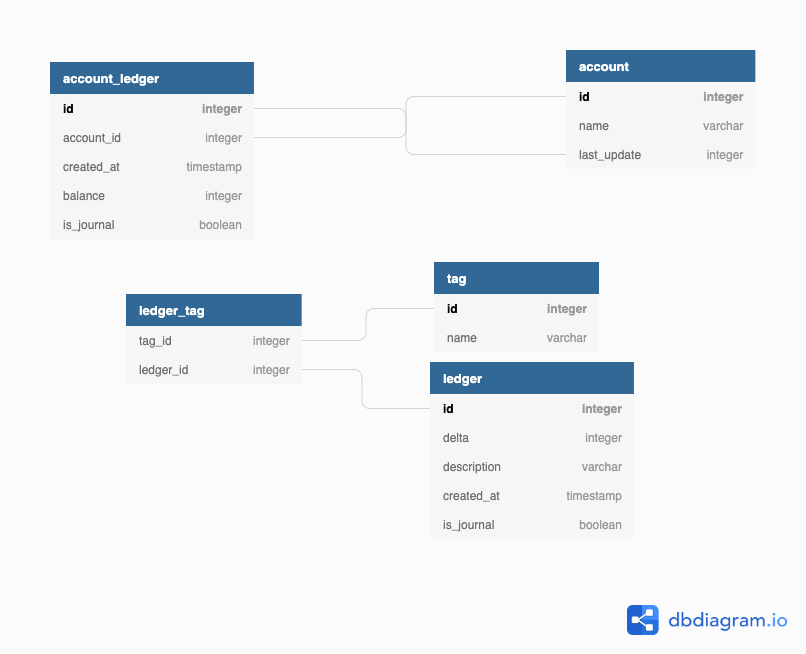 account_ledger
id integer
account_id integer
created_at timestamp
balance integer
is_journal boolean
account
id integer
name varchar
last_update integer
ledger_tag
tag_id integer
ledger_id integer
tag
id integer
name varchar
ledger
id integer
delta integer
description varchar
created_at timestamp
is_journal boolean
dbdiagram.io